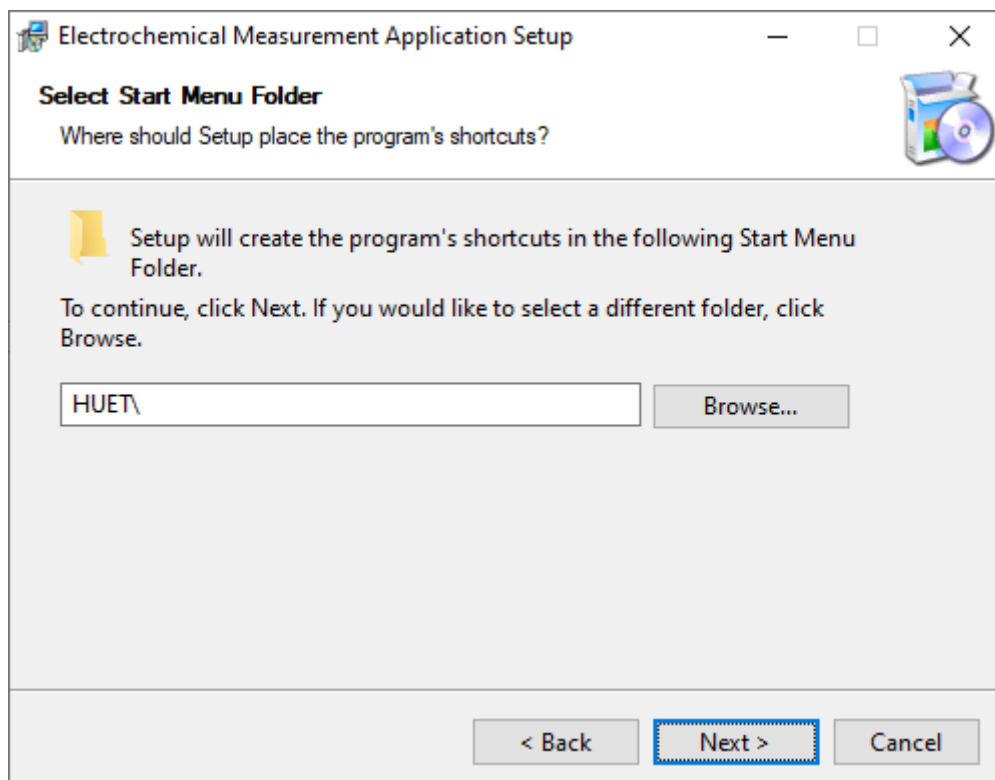 Electrochemical Measurement Application Setup
Select Start Menu Folder
Where should Setup place the program's shortcuts?
Setup will create the program's shortcuts in the following Start Menu
Folder.
To continue, click Next. If you would like to select a different folder, click
Browse.
HUET\
Browse...
< Back
Next >
Cancel